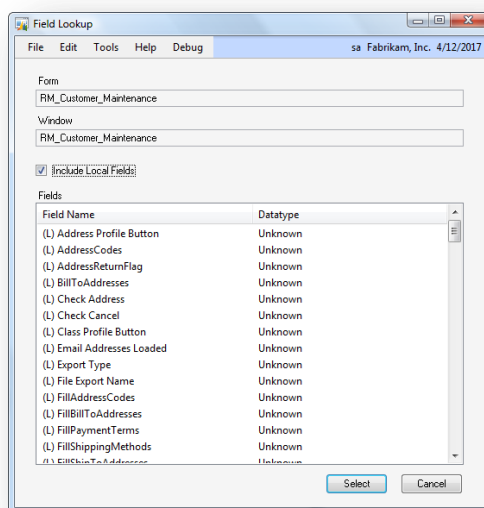 Field Lookup
File Edit Tools Help Debug sa Fabrikam, Inc. 4/12/2017
Form
RM_Customer_Maintenance
Window
RM_Customer_Maintenance
Include Local Fields
Fields
Field Name Datatype
(L) Address Profile Button Unknown
(L) AddressCodes Unknown
(L) AddressReturnFlag Unknown
(L) BillToAddresses Unknown
(L) Check Address Unknown
(L) Check Cancel Unknown
(L) Class Profile Button Unknown
(L) Email Addresses Loaded Unknown
(L) Export Type Unknown
(L) File Export Name Unknown
(L) FillAddressCodes Unknown
(L) FillBillToAddresses Unknown
(L) FillPaymentTerms Unknown
(L) FillShippingMethods Unknown
(L) FillShipToAddresses Unknown
Select Cancel